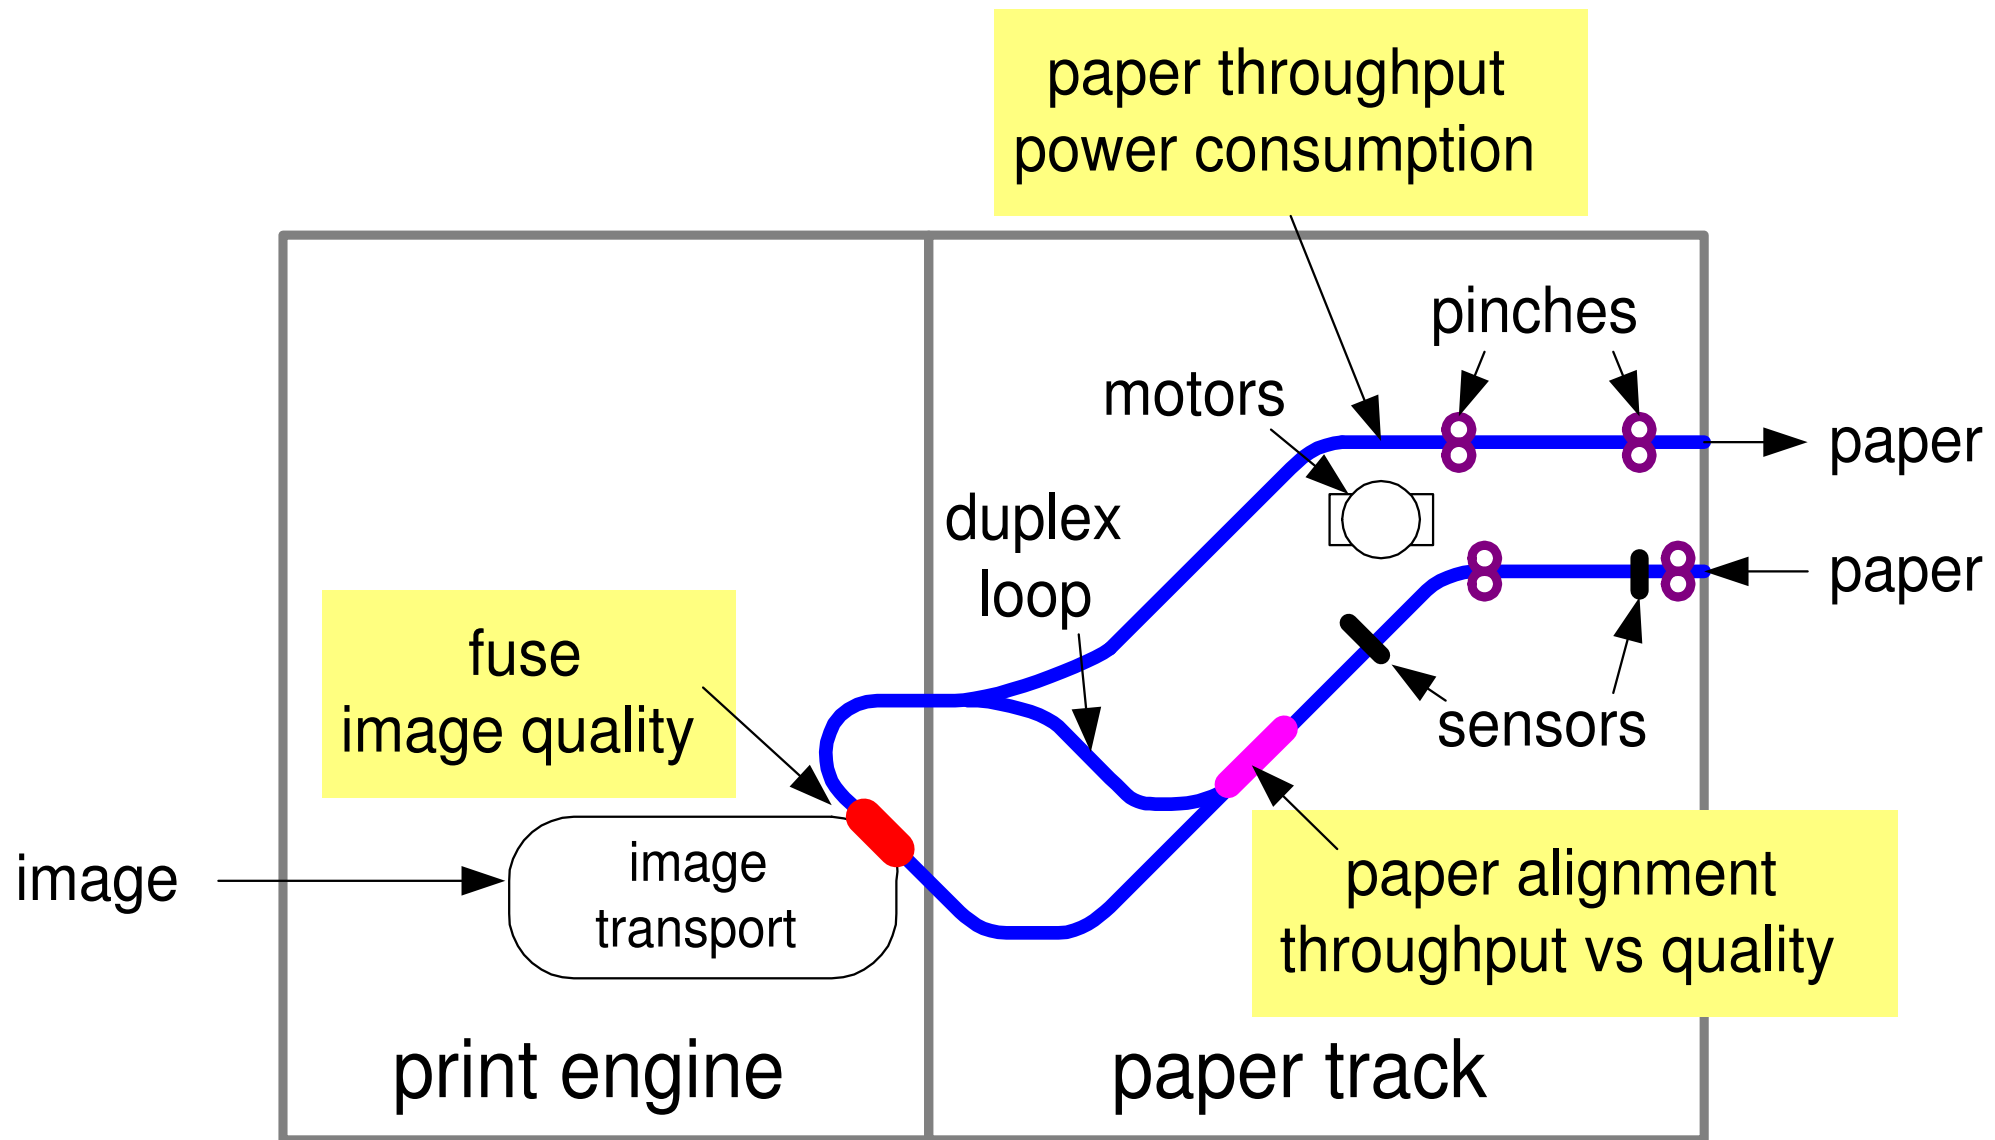 paper throughput
power consumption
pinches
motors
paper
duplex
loop
paper
fuse
image quality
sensors
image
image
transport
paper alignment
throughput vs quality
print engine
paper track